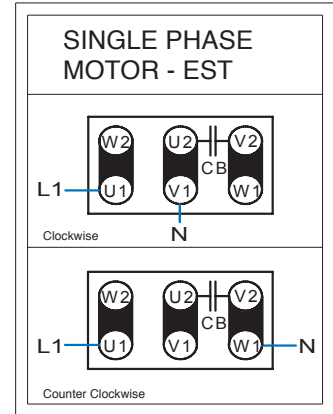 SINGLE PHASE
MOTOR - EST
W2 U2 V2
CB
L1 U1 V1 W1
N
Clockwise
W2 U2 V2
CB
L1 U1 V1 W1 N
Counter Clockwise